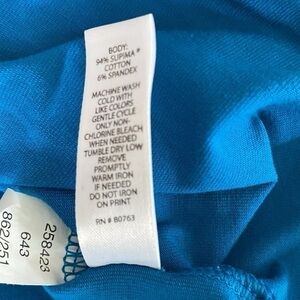 BODY:
94% SUPIMA®
COTTON
6% SPANDEX
MACHINE WASH
COLD WITH
LIKE COLORS
GENTLE CYCLE
ONLY NON-
CHLORINE BLEACH
WHEN NEEDED
TUMBLE DRY LOW
REMOVE
PROMPTLY
WARM IRON
IF NEEDED
DO NOT IRON
ON PRINT
RN # 80763
258423
643
862/251